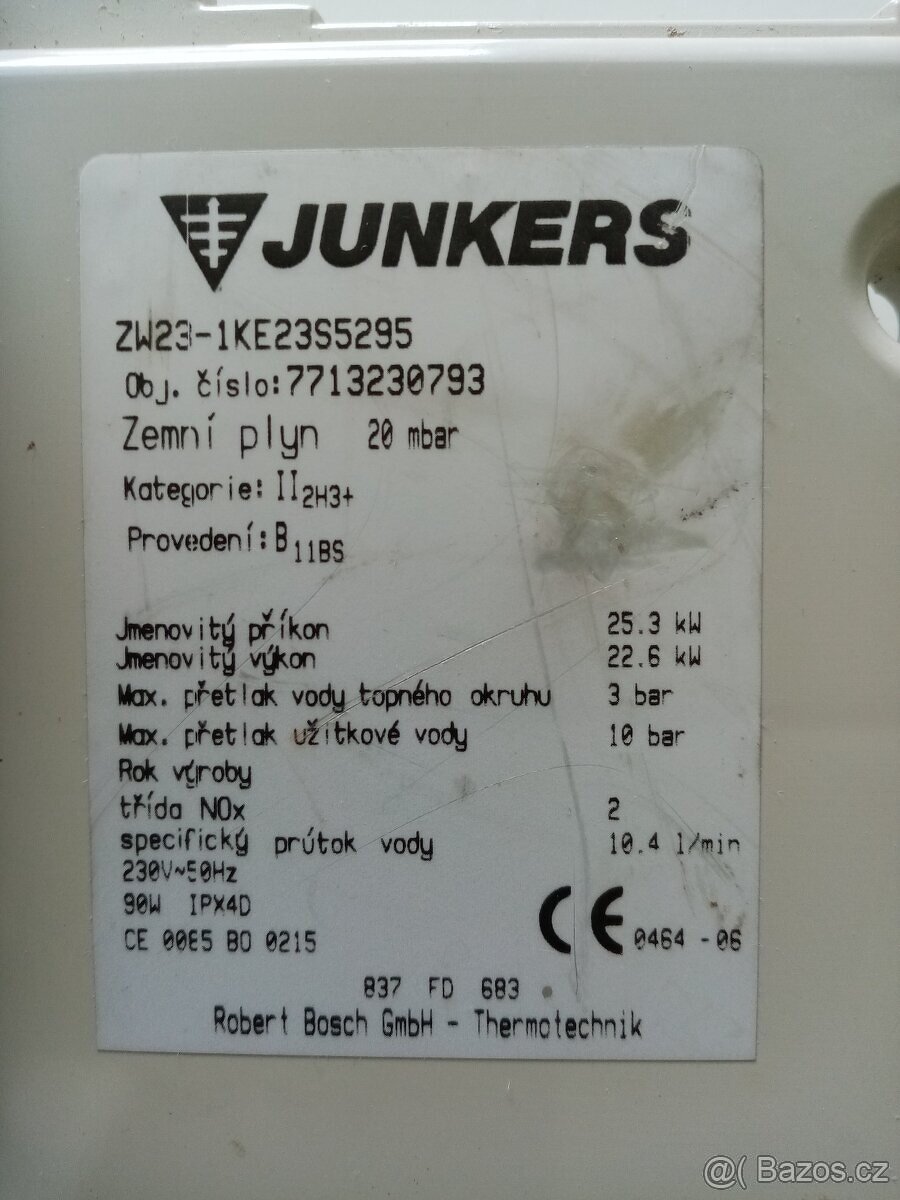 JUNKERS
ZW23-1KE23S5295
Obj. číslo:7713230793
Zemní plyn 20 mbar
Kategorie: II2H3+
Provedení: B11BS
Jmenovitý příkon 25.3 kW
Jmenovitý výkon 22.6 kW
Max. přetlak vody topného okruhu 3 bar
Max. přetlak užitkové vody 10 bar
Rok výroby
třída NOx 2
specifický prútok vody 10.4 l/min
230V~50Hz
90W IPX4D
CE 0085 BO 0215
CE 0464 -06
837 FD 683
Robert Bosch GmbH - Thermotechnik
@( Bazos.cz